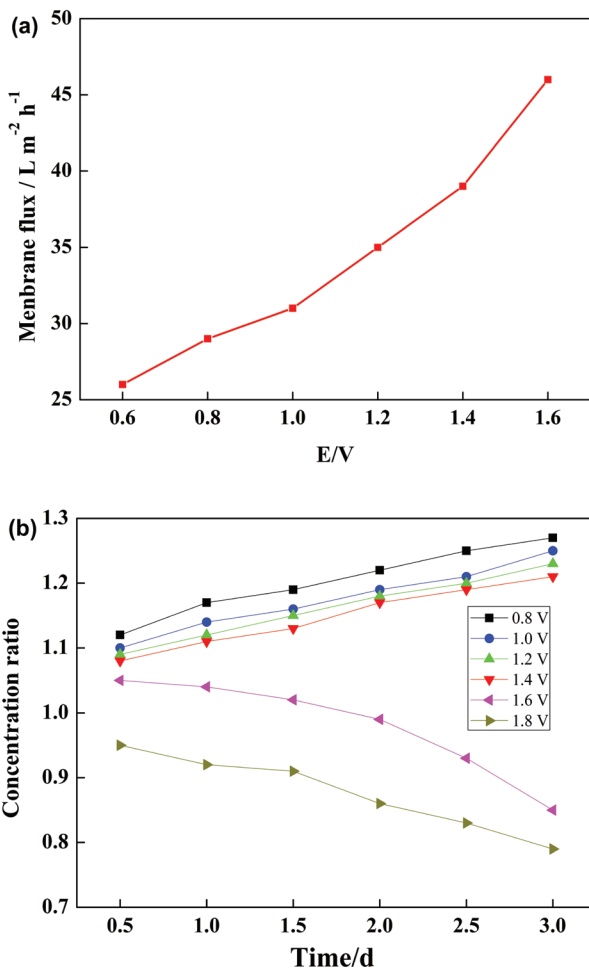 (a)
50
45
40
35
30
25
Menbrane flux / L m⁻² h⁻¹
0.6 0.8 1.0 1.2 1.4 1.6
E/V
(b)
1.3
1.2
1.1
1.0
0.9
0.8
0.7
Concentration ratio
0.8 V
1.0 V
1.2 V
1.4 V
1.6 V
1.8 V
0.5 1.0 1.5 2.0 2.5 3.0
Time/d